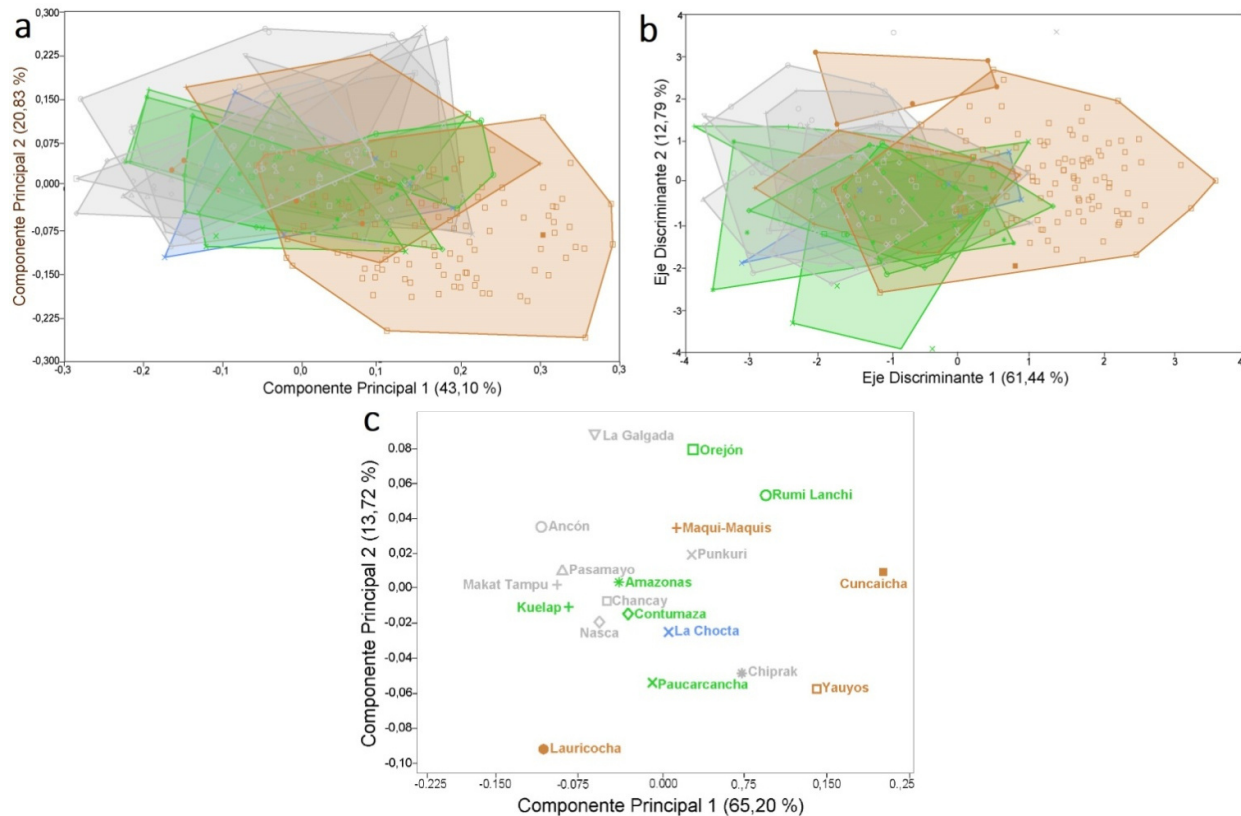 a
Componente Principal 2 (20,83 %)
0,300
0,225
0,150
0,075
0,000
-0,075
-0,150
-0,225
-0,300
-0,3
-0,2
-0,1
0,0
0,1
0,2
0,3
0,3
Componente Principal 1 (43,10 %)
b
Eje Discriminante 2 (12,79 %)
4
3
2
1
0
-1
-2
-3
-4
-4
-3
-2
-1
0
1
2
3
4
Eje Discriminante 1 (61,44 %)
c
Componente Principal 2 (13,72 %)
0.08
0.06
0.04
0.02
0.00
-0.02
-0.04
-0.06
-0.08
-0,10
La Galgada
Orejón
Rumi Lanchi
Ancón
Maqui-Maquis
Punkuri
Cuncaicha
Pasamayo
Makat Tampu
Amazonas
Chancay
Kuelap
Contumaza
Nasca
La Chocta
Chiprak
Paucarcancha
Yauyos
Lauricocha
-0.225
-0.15
-0.075
0.000
0,75
0,150
0.,25
Componente Principal 1 (65,20 %)